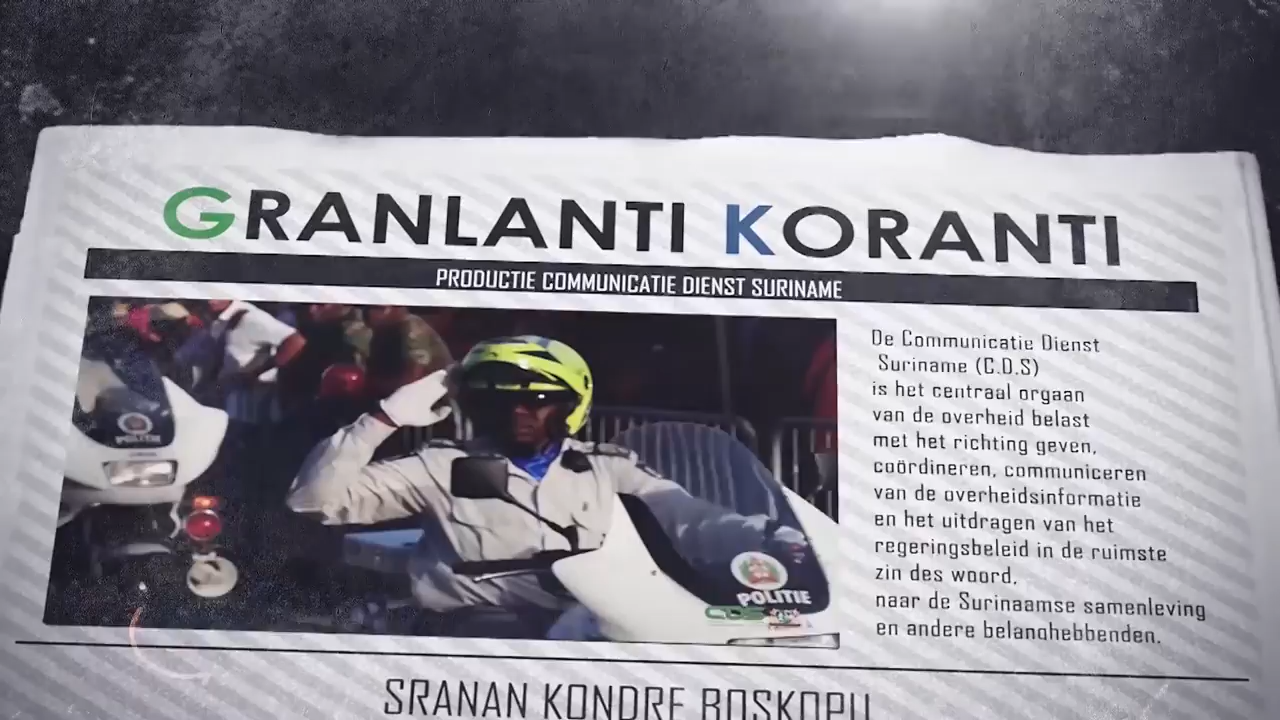 GRANLANTI KORANTI
PRODUCTIE COMMUNICATIE DIENST SURINAME
De Communicatie Dienst
Suriname (C.D.S)
is het centraal orgaan
van de overheid belast
met het richting geven,
coördineren, communiceren
van de overheidsinformatie
en het uitdragen van het
regeringsbeleid in de ruimste
zin des woord,
naar de Surinaamse samenleving
en andere belanghebbenden.
POLITIE
POLITIE
CDS
SRANAN KONDRE BOSKOPU